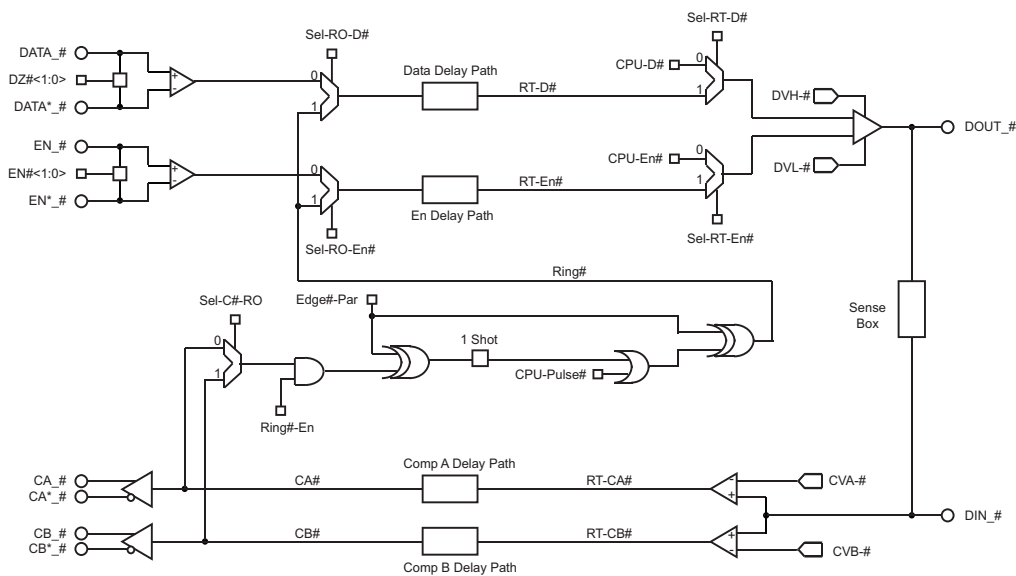 Sel-RT-D#
Sel-RO-D#
DATA_#
CPU-D#
0
DZ#<1:0>
+
-
0
Data Delay Path
RT-D#
1
DATA*_#
1
DVH-#
DOUT_#
EN_#
CPU-En#
0
DVL-#
EN#<1:0>
+
-
0
RT-En#
1
EN*_#
1
En Delay Path
Sel-RO-En#
Sel-RT-En#
Ring#
Sel-C#-RO
Edge#-Par
Sense
Box
0
1 Shot
1
CPU-Pulse#
Ring#-En
Comp A Delay Path
CA_#
CA*_#
CA#
RT-CA#
-
+
CVA-#
DIN_#
CB_#
CB*_#
CB#
RT-CB#
+
-
CVB-#
Comp B Delay Path